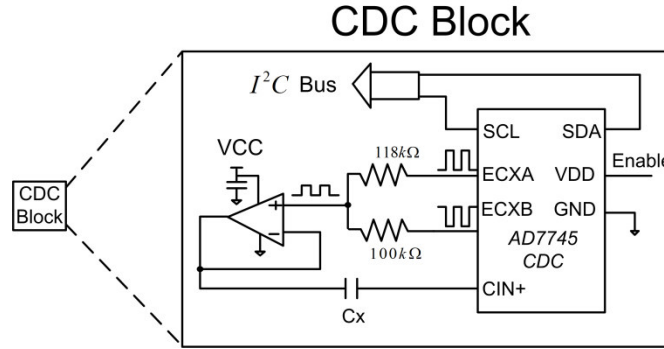 CDC Block
I²C Bus
SCL
SDA
VCC
118kΩ
Enable
ECXA
VDD
CDC
Block
+
ECXB
GND
−
AD7745
CDC
100kΩ
CIN+
Cx